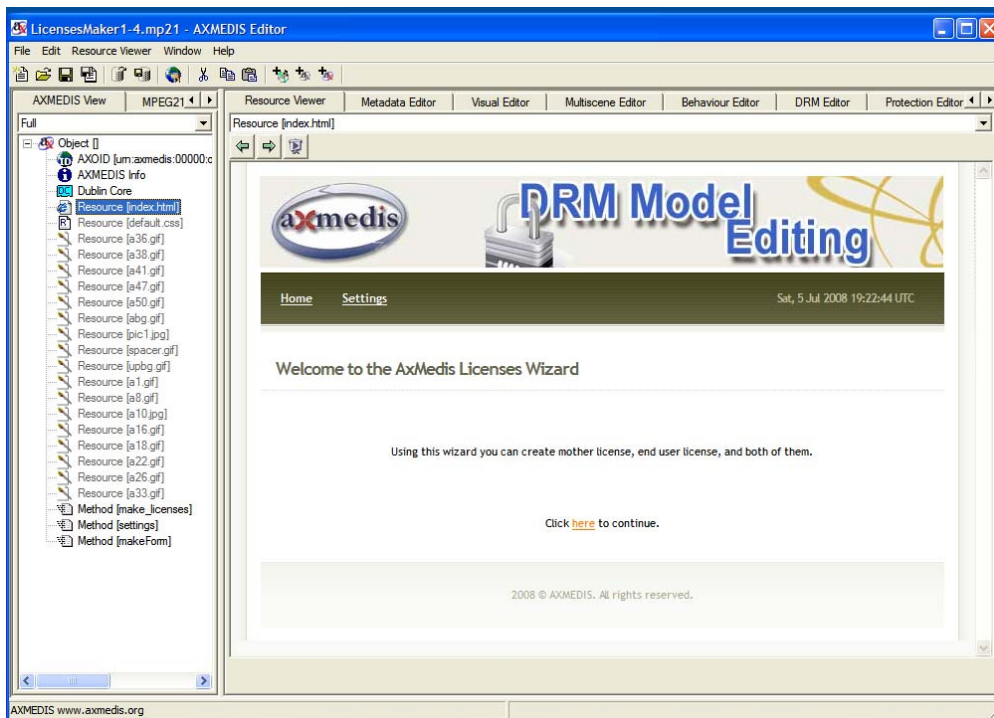 LicensesMaker1-4.mp21 - AXMEDIS Editor
File Edit Resource Viewer Window Help
AXMEDIS View MPEG21
Resource Viewer Metadata Editor Visual Editor Multiscene Editor Behaviour Editor DRM Editor Protection Editor
Full
Resource [index.html]
Object []
AXOID [urn:axmedis:00000:c
AXMEDIS Info
DC Dublin Core
Resource [index.html]
Resource [default.css]
Resource [a36.gif]
Resource [a38.gif]
Resource [a41.gif]
Resource [a47.gif]
Resource [a50.gif]
Resource [abg.gif]
Resource [pic1.jpg]
Resource [spacer.gif]
Resource [upbg.gif]
Resource [a1.gif]
Resource [a8.gif]
Resource [a10.jpg]
Resource [a16.gif]
Resource [a18.gif]
Resource [a22.gif]
Resource [a26.gif]
Resource [a33.gif]
Method [make_licenses]
Method [settings]
Method [makeForm]
axmedis
DRM Model
Editing
Home Settings Sat, 5 Jul 2008 19:22:44 UTC
Welcome to the AxMedis Licenses Wizard
Using this wizard you can create mother license, end user license, and both of them.
Click here to continue.
2008 © AXMEDIS. All rights reserved.
AXMEDIS www.axmedis.org